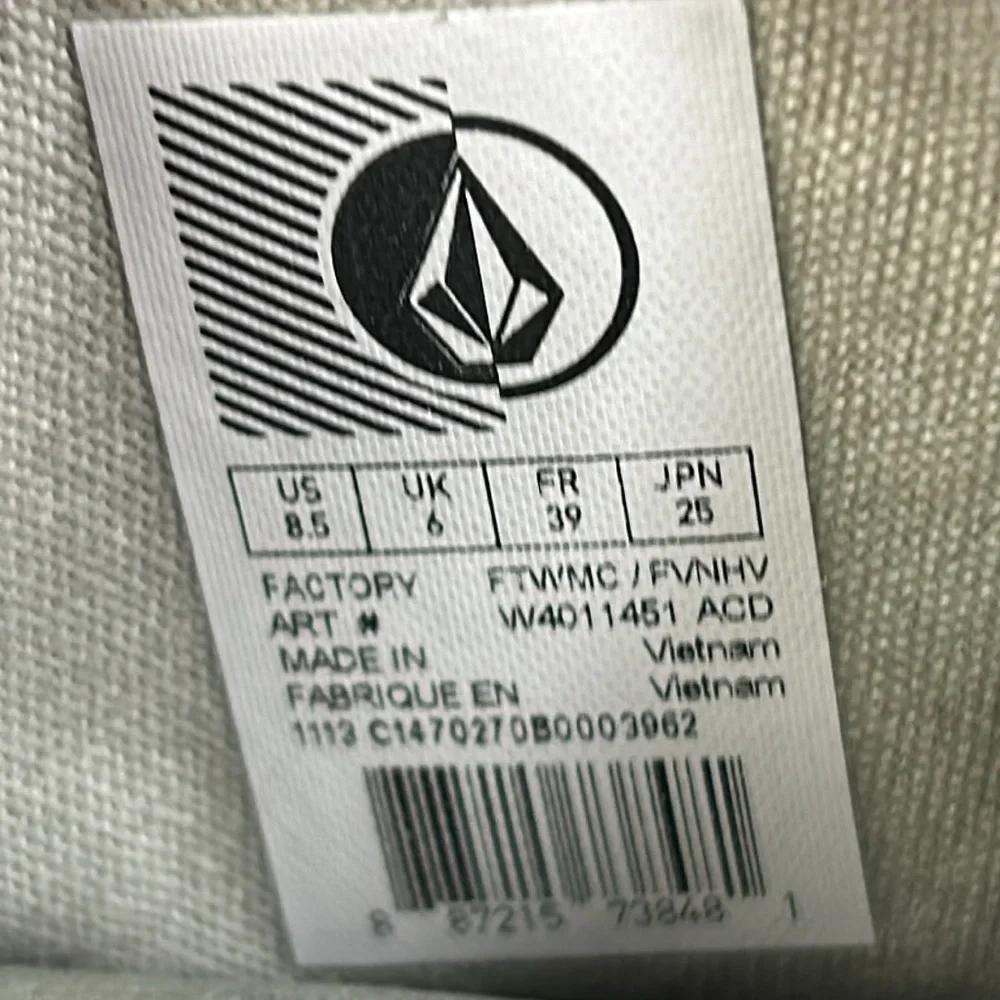 US UK FR JPN
8.5 6 39 25
FACTORY FTWMC / FVNHV
ART # W4011451 ACD
MADE IN Vietnam
FABRIQUE EN Vietnam
1113 C1470270B0003962
8 87215 73848 1